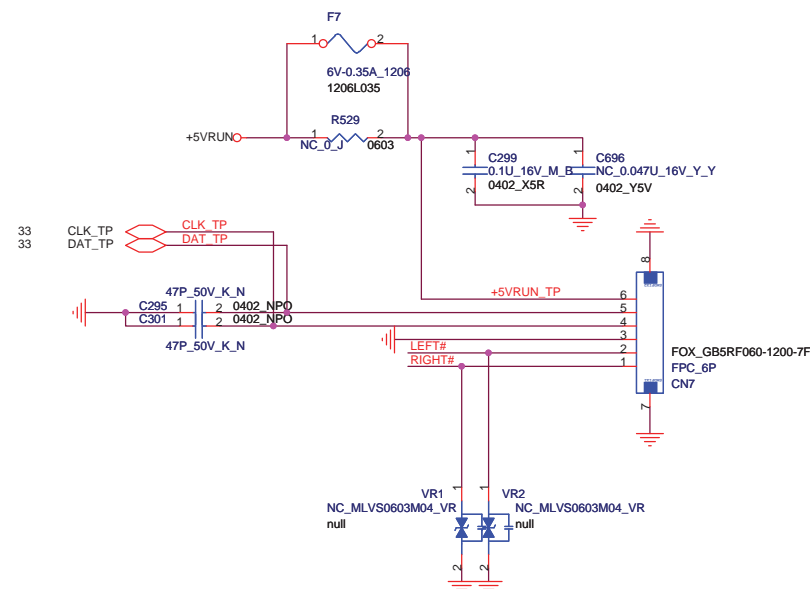 F7
1 2
6V-0.35A_1206
1206L035
R529
+5VRUN
1 2
NC_0_J 0603
1 1
C299 C696
0.1U_16V_M_B NC_0.047U_16V_Y_Y
0402_X5R 0402_Y5V
2 2
33 CLK_TP CLK_TP
33 DAT_TP DAT_TP
8
47P_50V_K_N
+5VRUN_TP 6
C295 1 2 0402_NPO 5
C301 1 2 0402_NPO 4
3
47P_50V_K_N
LEFT# 2
RIGHT# 1
FOX_GB5RF060-1200-7F
FPC_6P
CN7
7
1 1
VR1 VR2
NC_MLVS0603M04_VR NC_MLVS0603M04_VR
null null
2 2